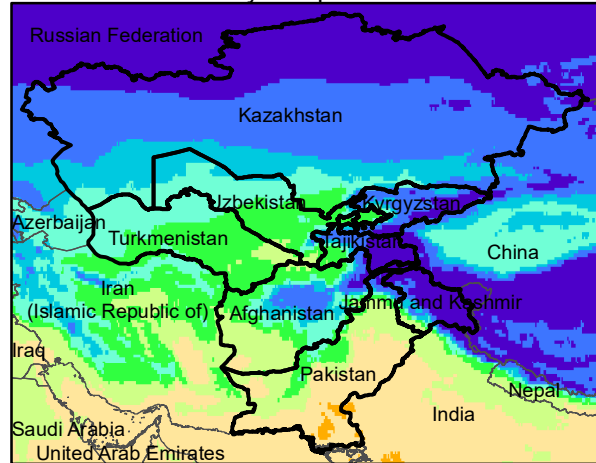 Russian Federation
Kazakhstan
Uzbekistan
Kyrgyzstan
Azerbaijan
Turkmenistan
Tajikistan
China
Iran
(Islamic Republic of)
Afghanistan
Jammu and Kashmir
Iraq
Pakistan
Nepal
India
Saudi Arabia
United Arab Emirates